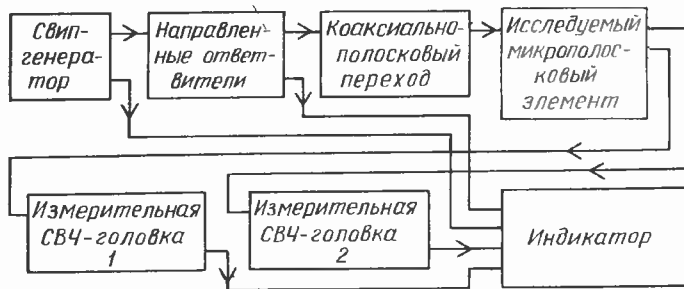 Свип-
генера-
тор
Направлен-
ные ответ-
вители
Коаксиально-
полосковый
переход
Исследуемый
микрополос-
ковый
элемент
Измерительная
СВЧ-головка
1
Измерительная
СВЧ-головка
2
Индикатор